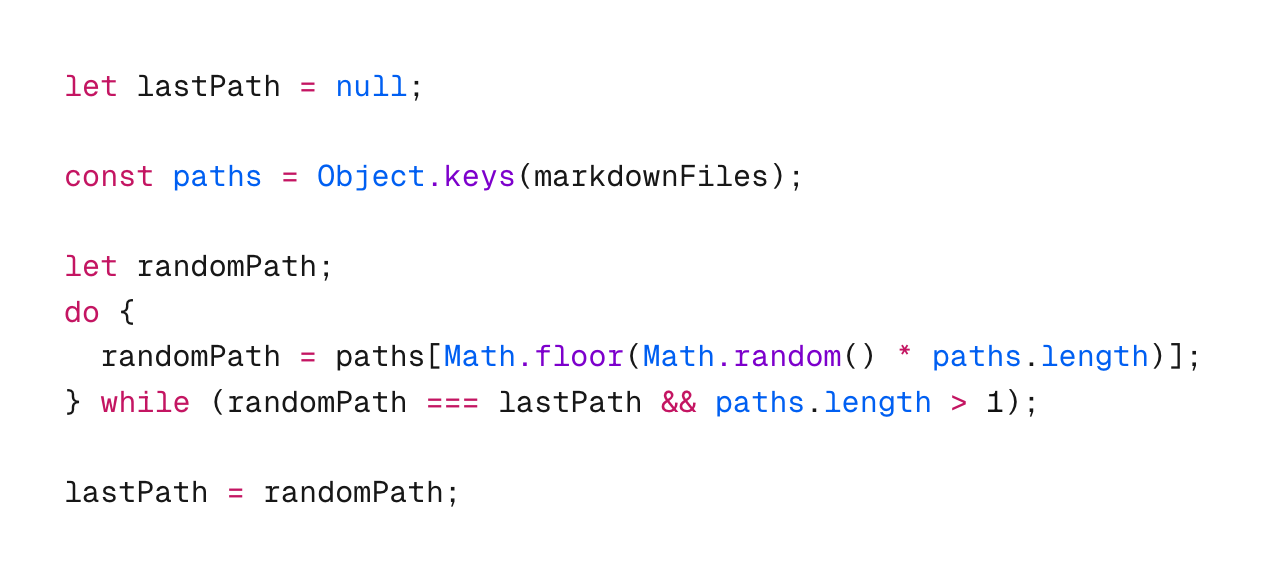 let lastPath = null;

const paths = Object.keys(markdownFiles);

let randomPath;
do {
  randomPath = paths[Math.floor(Math.random() * paths.length)];
} while (randomPath === lastPath && paths.length > 1);

lastPath = randomPath;